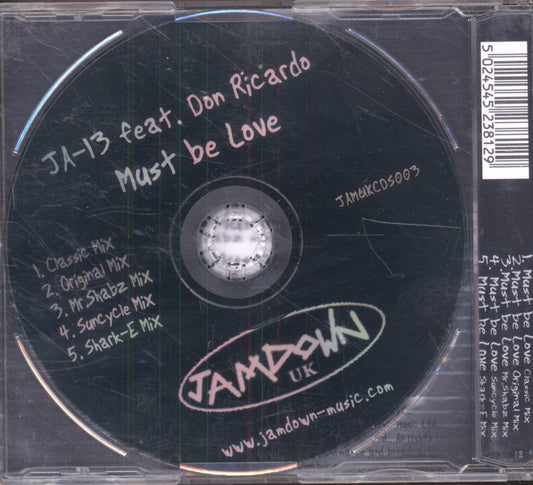 JA-13 feat. Don Ricardo
Must be Love
JAMUKCDS003
1. Classic Mix
2. Original Mix
3. Mr Shabz Mix
4. Suncycle Mix
5. Shark-E Mix
JAMDOWN
UK
www.jamdown-music.com
5 024545 238129
1. Must be Love Classic Mix
2. Must be Love Original Mix
3. Must be Love Mr Shabz Mix
4. Must be Love Suncycle Mix
5. Must be Love Shark-E Mix
12